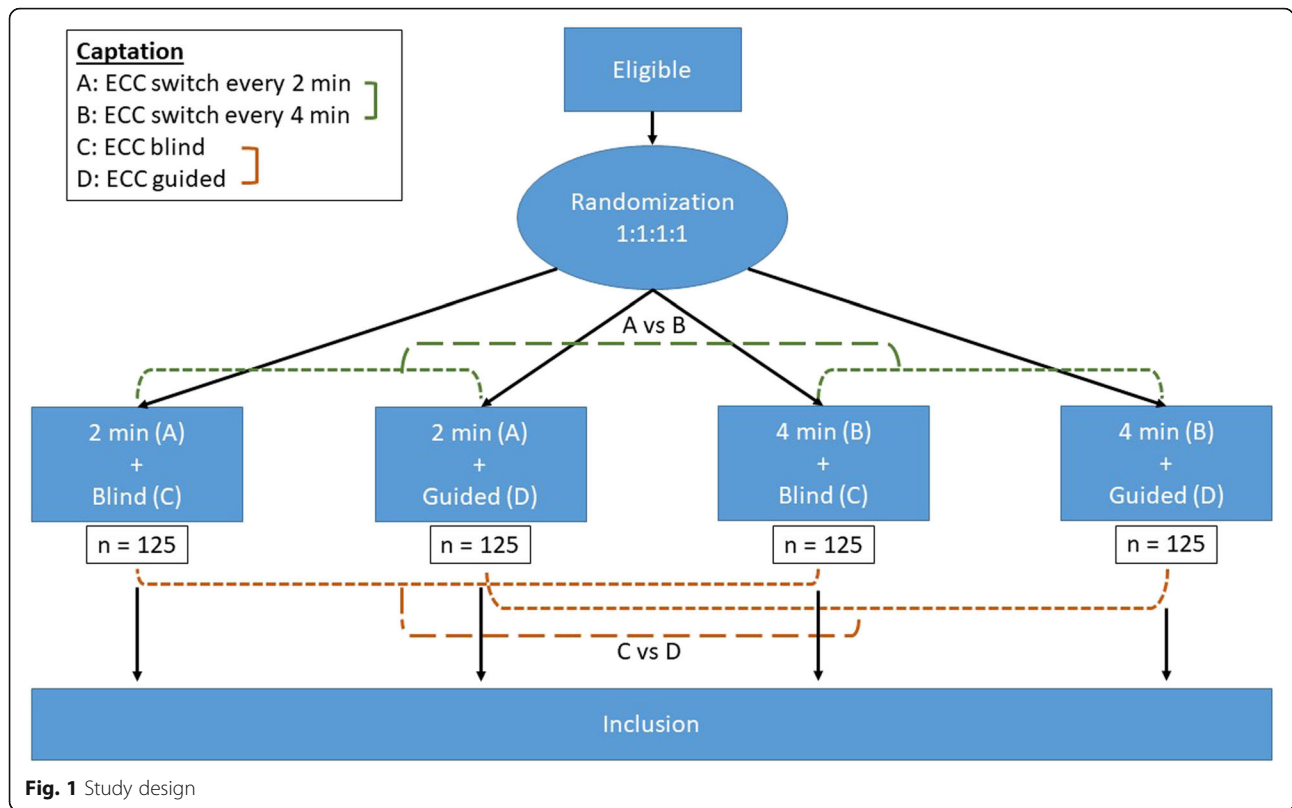 Captation
A: ECC switch every 2 min
B: ECC switch every 4 min
C: ECC blind
D: ECC guided
Eligible
Randomization
1:1:1:1
A vs B
2 min (A)
+
Blind (C)
2 min (A)
+
Guided (D)
4 min (B)
+
Blind (C)
4 min (B)
+
Guided (D)
n = 125
n = 125
n = 125
n = 125
C vs D
Inclusion
Fig. 1 Study design